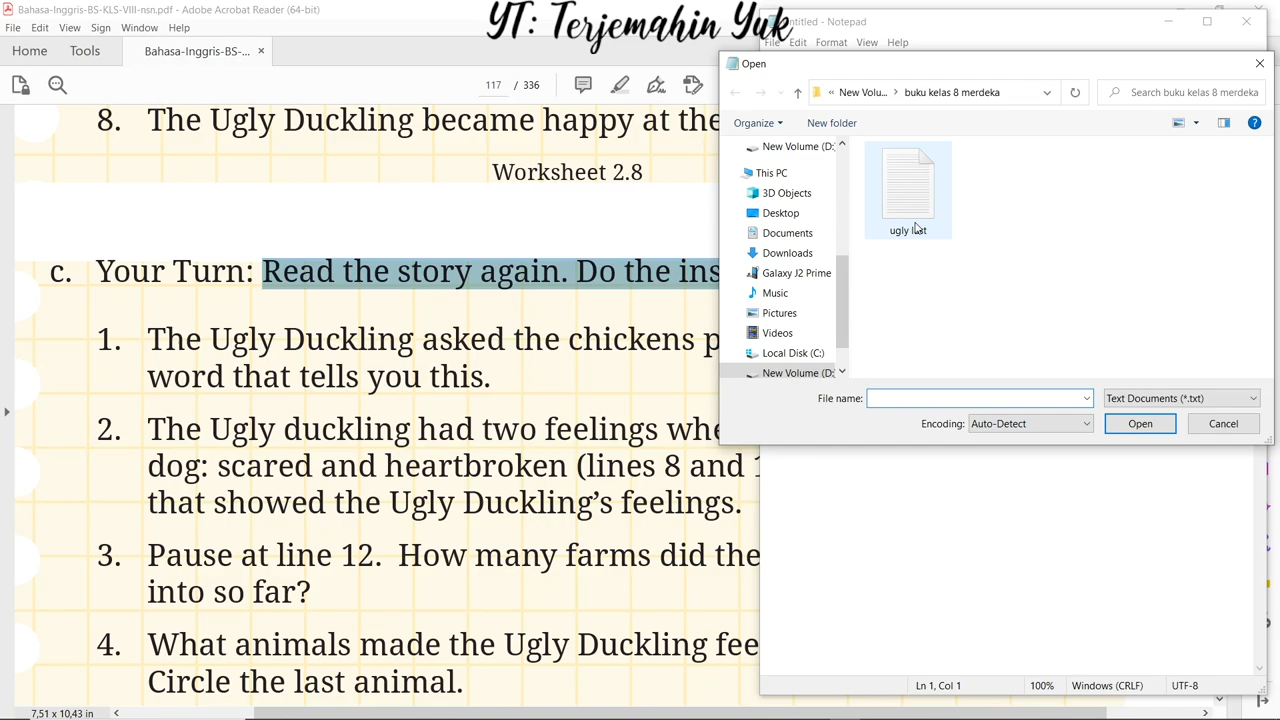 Bahasa-Inggris-BS-KLS-VIII-nsn.pdf - Adobe Acrobat Reader (64-bit)
File Edit View Sign Window Help
Home Tools Bahasa-Inggris-BS-... ×
117 / 336
YT: Terjemahin Yuk
8. The Ugly Duckling became happy at the
Worksheet 2.8
c. Your Turn: Read the story again. Do the ins
1. The Ugly Duckling asked the chickens p
word that tells you this.
2. The Ugly duckling had two feelings whe
dog: scared and heartbroken (lines 8 and 1
that showed the Ugly Duckling’s feelings.
3. Pause at line 12. How many farms did the
into so far?
4. What animals made the Ugly Duckling fee
Circle the last animal.
7,51 x 10,43 in
Untitled - Notepad
File Edit Format View Help
Open
« New Volu... › buku kelas 8 merdeka
Search buku kelas 8 merdeka
Organize New folder
New Volume (D:
This PC
3D Objects
Desktop
Documents
Downloads
Galaxy J2 Prime
Music
Pictures
Videos
Local Disk (C:)
New Volume (D:
ugly
File name:
Text Documents (*.txt)
Encoding: Auto-Detect
Open Cancel
Ln 1, Col 1 100% Windows (CRLF) UTF-8